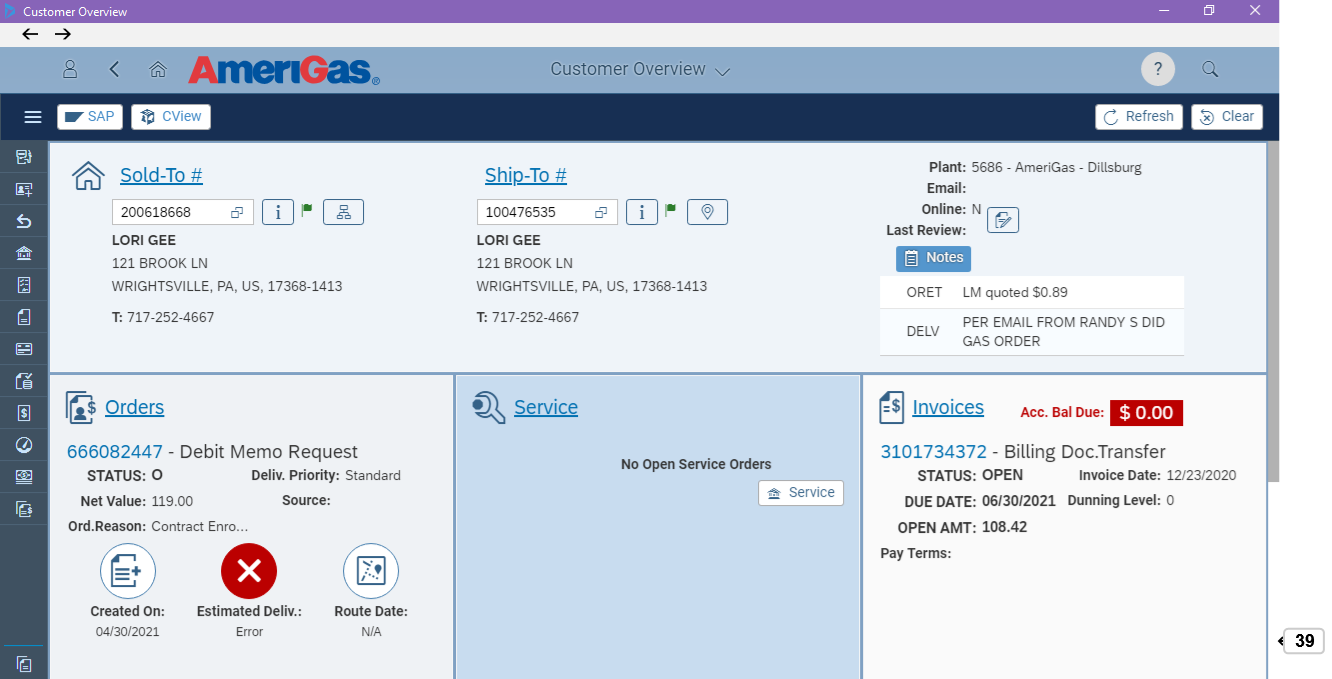 Customer Overview
AmeriGas®
Customer Overview
?
SAP
CView
Refresh
Clear
Sold-To #
200618668
i
LORI GEE
121 BROOK LN
WRIGHTSVILLE, PA, US, 17368-1413
T: 717-252-4667
Ship-To #
100476535
i
LORI GEE
121 BROOK LN
WRIGHTSVILLE, PA, US, 17368-1413
T: 717-252-4667
Plant: 5686 - AmeriGas - Dillsburg
Email:
Online: N
Last Review:
Notes
ORET LM quoted $0.89
DELV PER EMAIL FROM RANDY S DID
GAS ORDER
Orders
666082447 - Debit Memo Request
STATUS: O Deliv. Priority: Standard
Net Value: 119.00 Source:
Ord.Reason: Contract Enro...
Created On: Estimated Deliv.: Route Date:
04/30/2021 Error N/A
Service
No Open Service Orders
Service
Invoices Acc. Bal Due: $ 0.00
3101734372 - Billing Doc.Transfer
STATUS: OPEN Invoice Date: 12/23/2020
DUE DATE: 06/30/2021 Dunning Level: 0
OPEN AMT: 108.42
Pay Terms:
39